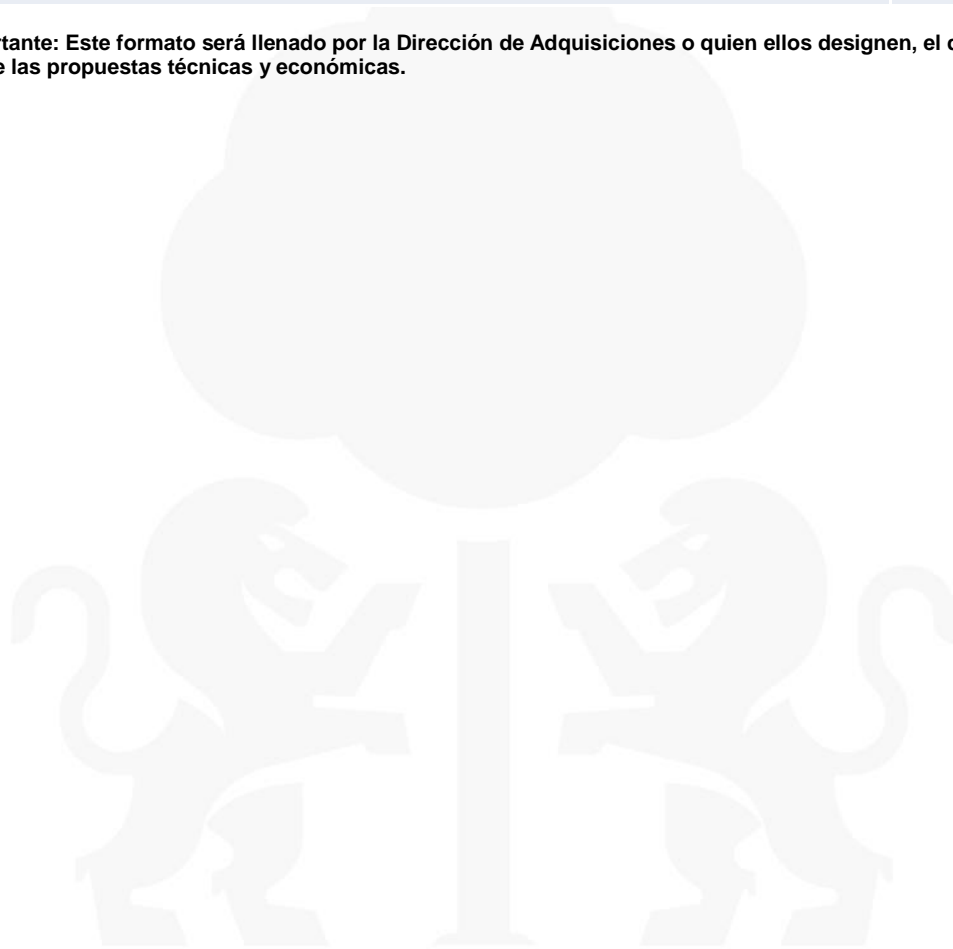 rtante: Este formato será llenado por la Dirección de Adquisiciones o quien ellos designen, el
e las propuestas técnicas y económicas.